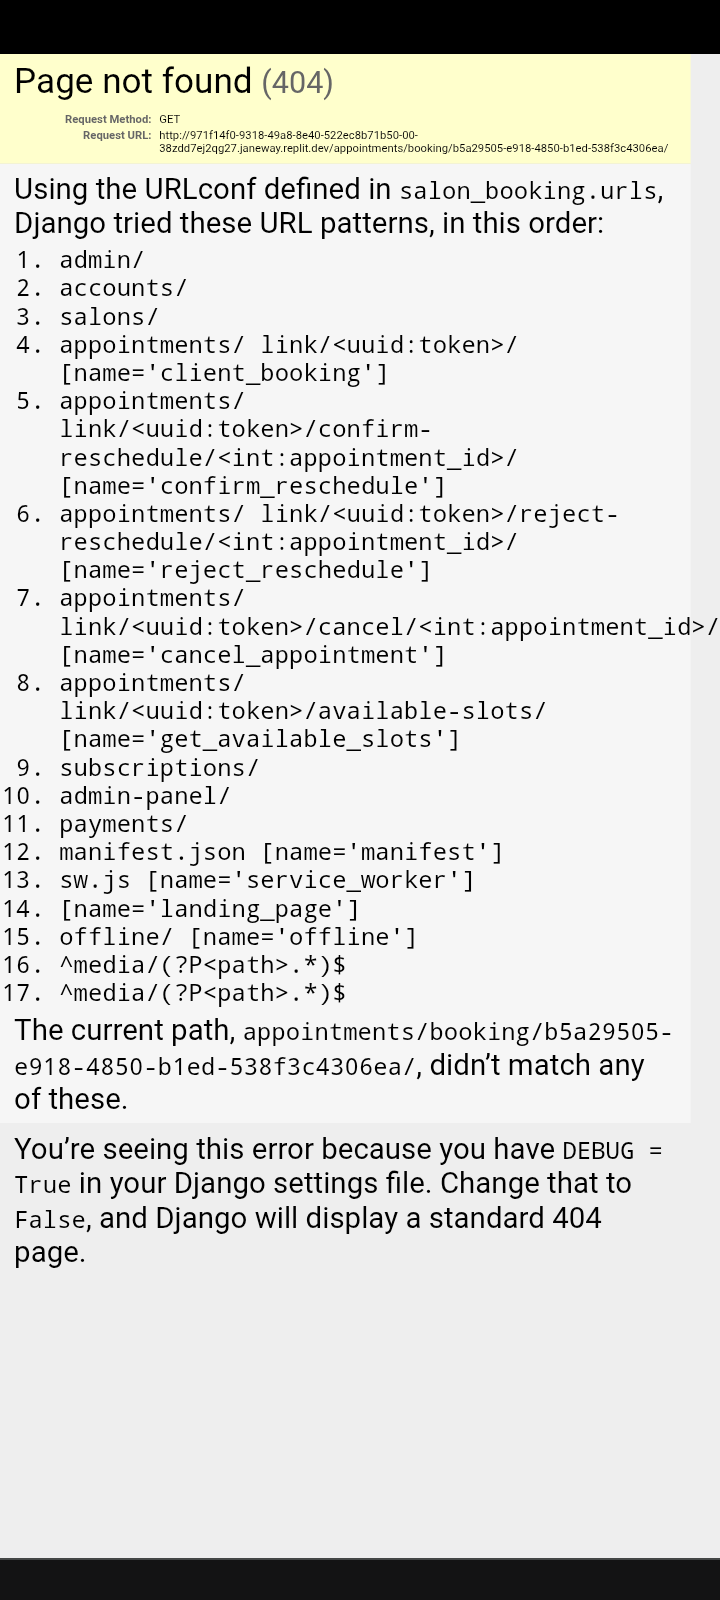 Page not found (404)
Request Method: GET
Request URL: http://971f14f0-9318-49a8-8e40-522ec8b71b50-00-
38zdd7ej2qg27.janeway.replit.dev/appointments/booking/b5a29505-e918-4850-b1ed-538f3c4306ea/
Using the URLconf defined in salon_booking.urls,
Django tried these URL patterns, in this order:
1. admin/
2. accounts/
3. salons/
4. appointments/ link/<uuid:token>/
[name='client_booking']
5. appointments/
link/<uuid:token>/confirm-
reschedule/<int:appointment_id>/
[name='confirm_reschedule']
6. appointments/ link/<uuid:token>/reject-
reschedule/<int:appointment_id>/
[name='reject_reschedule']
7. appointments/
link/<uuid:token>/cancel/<int:appointment_id>/
[name='cancel_appointment']
8. appointments/
link/<uuid:token>/available-slots/
[name='get_available_slots']
9. subscriptions/
10. admin-panel/
11. payments/
12. manifest.json [name='manifest']
13. sw.js [name='service_worker']
14. [name='landing_page']
15. offline/ [name='offline']
16. ^media/(?P<path>.*)$
17. ^media/(?P<path>.*)$
The current path, appointments/booking/b5a29505-
e918-4850-b1ed-538f3c4306ea/, didn’t match any
of these.
You’re seeing this error because you have DEBUG =
True in your Django settings file. Change that to
False, and Django will display a standard 404
page.